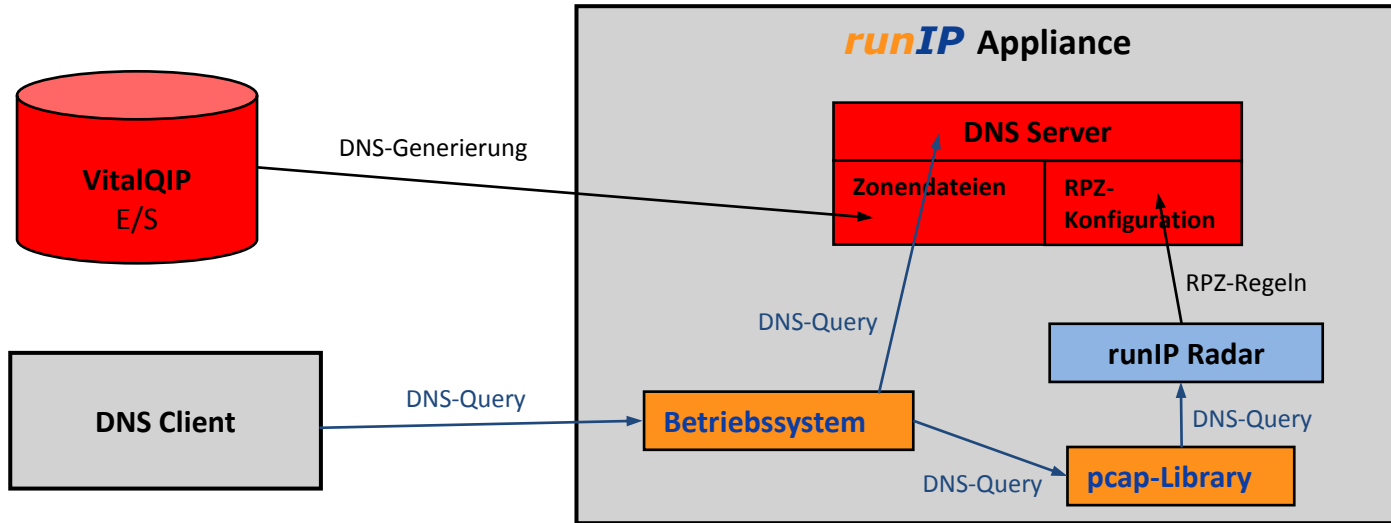 runIP Appliance
DNS Server
Zonendateien
RPZ-
Konfiguration
DNS-Generierung
VitalQIP
E/S
RPZ-Regeln
DNS-Query
runIP Radar
DNS Client
DNS-Query
Betriebssystem
DNS-Query
DNS-Query
pcap-Library